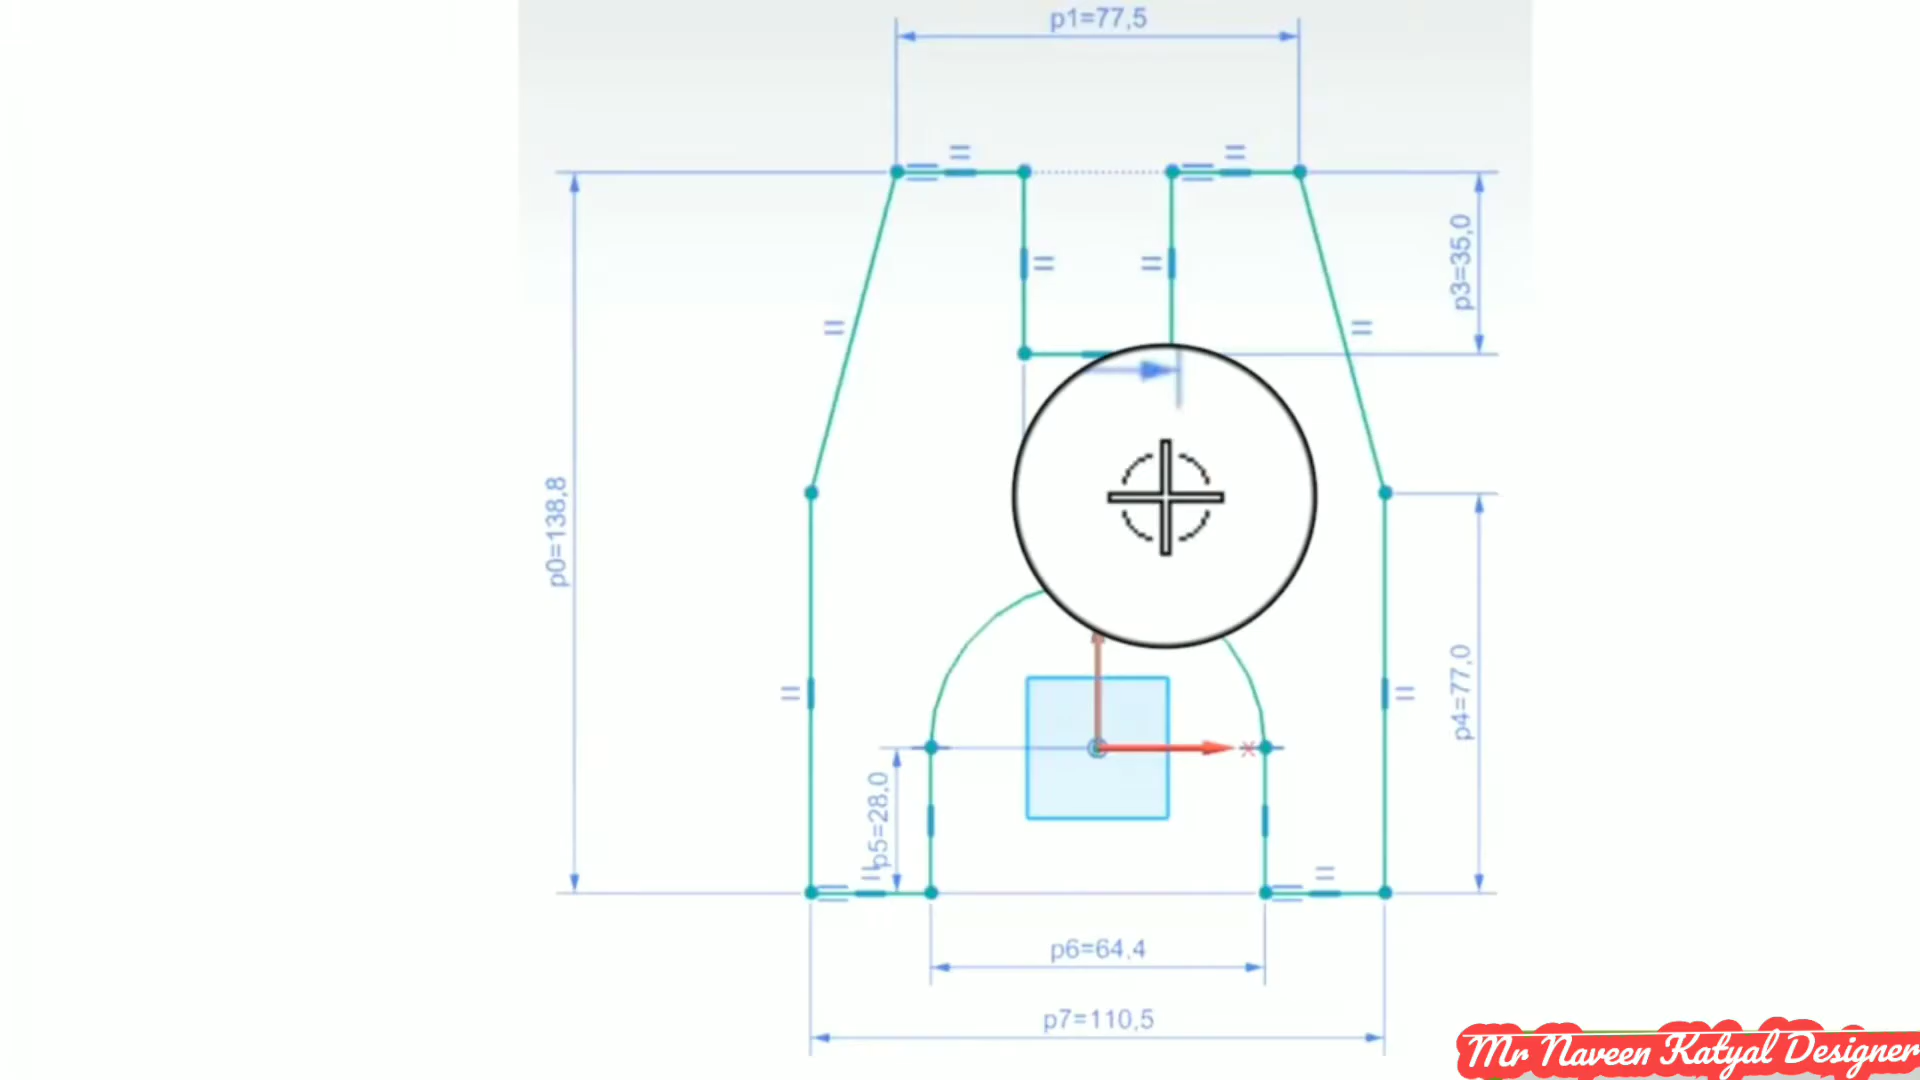 p1=77,5
p3=35,0
p0=138,8
p4=77,0
p5=28,0
x
p6=64,4
p7=110,5
Mr Naveen Katyal Designer